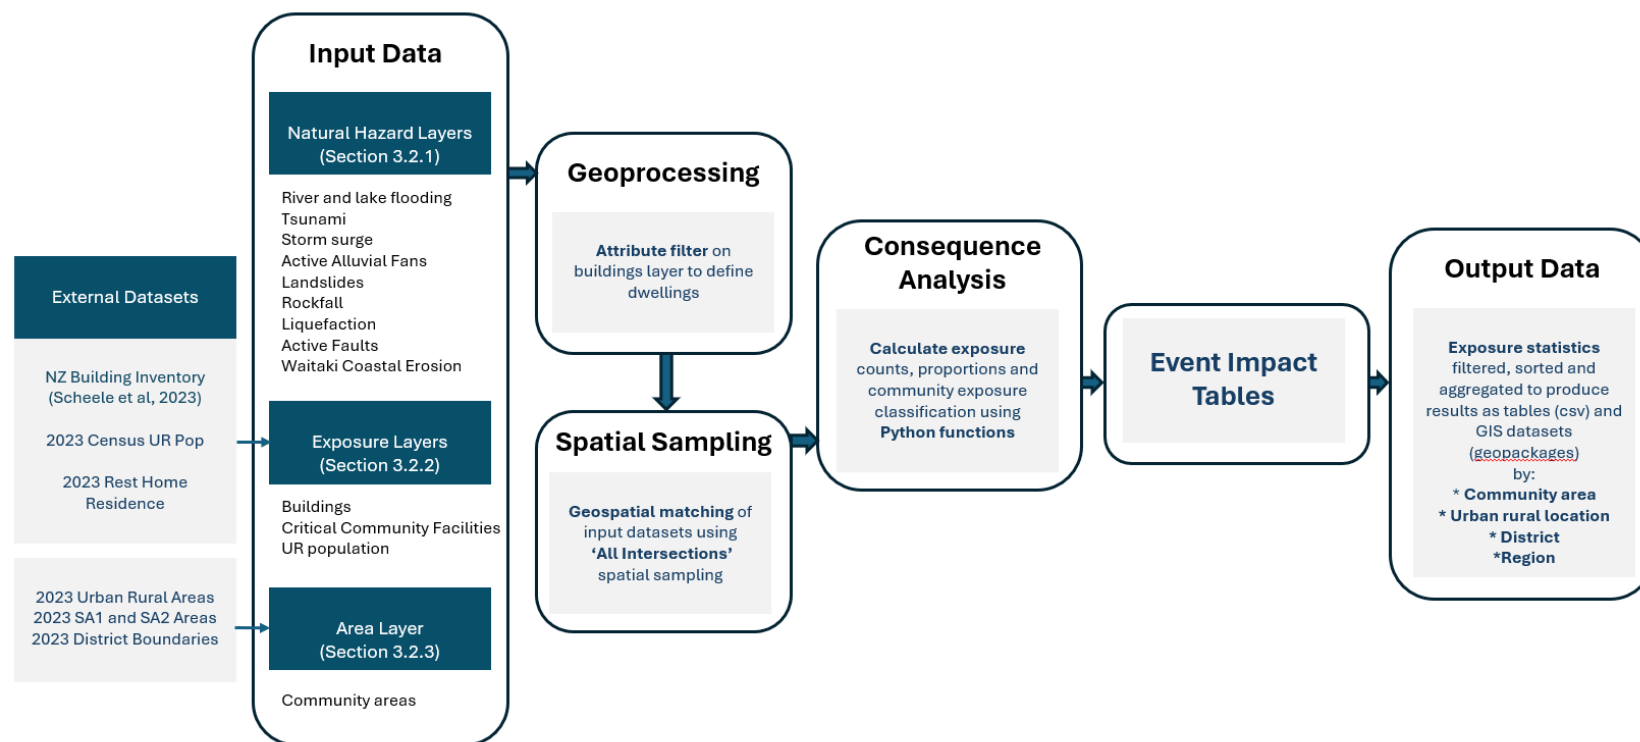 External Datasets
NZ Building Inventory
(Scheele et al, 2023)
2023 Census UR Pop
2023 Rest Home
Residence
2023 Urban Rural Areas
2023 SA1 and SA2 Areas
2023 District Boundaries
Input Data
Natural Hazard Layers
(Section 3.2.1)
River and lake flooding
Tsunami
Storm surge
Active Alluvial Fans
Landslides
Rockfall
Liquefaction
Active Faults
Waitaki Coastal Erosion
Exposure Layers
(Section 3.2.2)
Buildings
Critical Community Facilities
UR population
Area Layer
(Section 3.2.3)
Community areas
Geoprocessing
Attribute filter on
buildings layer to define
dwellings
Spatial Sampling
Geospatial matching of
input datasets using
‘All Intersections’
spatial sampling
Consequence
Analysis
Calculate exposure
counts, proportions and
community exposure
classification using
Python functions
Event Impact
Tables
Output Data
Exposure statistics
filtered, sorted and
aggregated to produce
results as tables (csv) and
GIS datasets
(geopackages)
by:
* Community area
* Urban rural location
* District
*Region